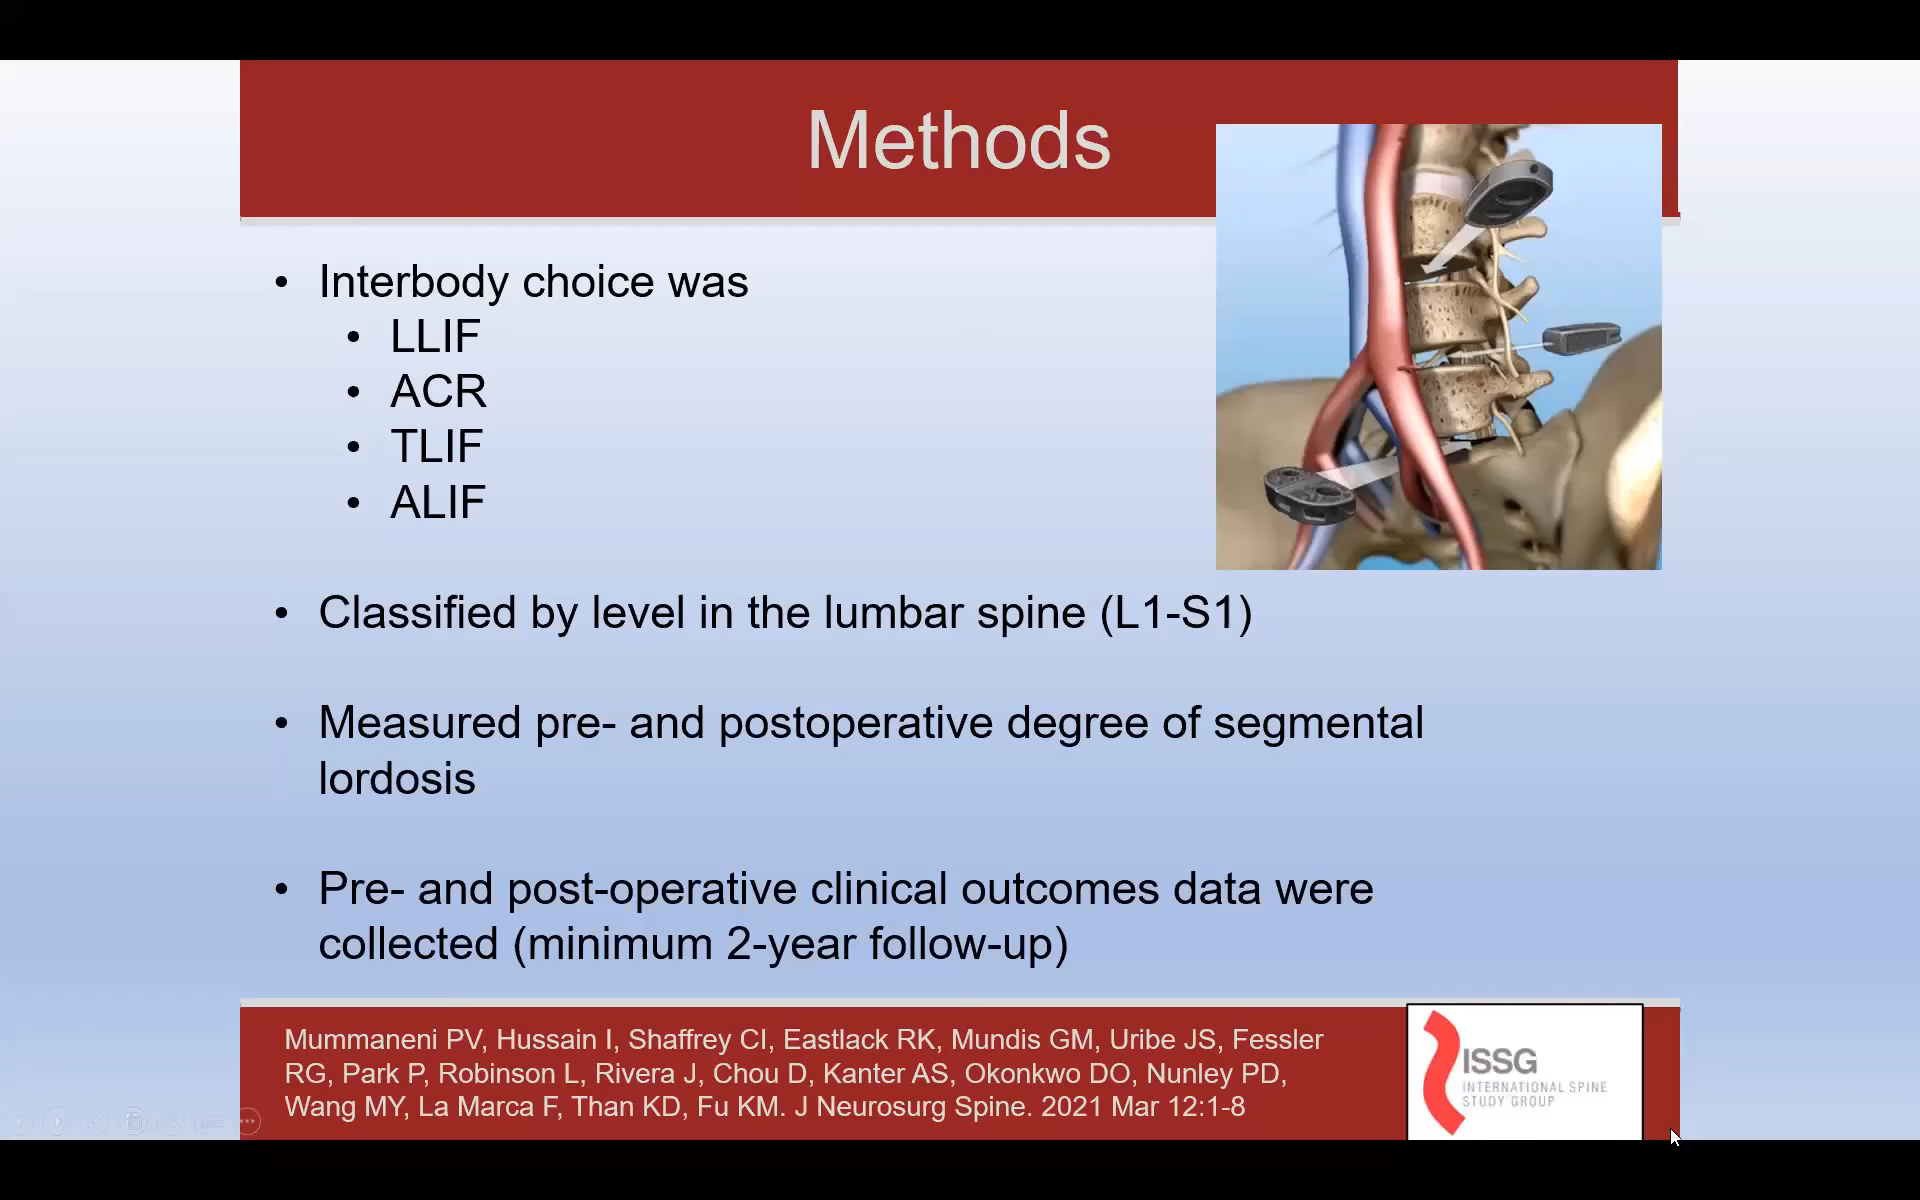 Methods
• Interbody choice was
• LLIF
• ACR
• TLIF
• ALIF
• Classified by level in the lumbar spine (L1-S1)
• Measured pre- and postoperative degree of segmental
lordosis
• Pre- and post-operative clinical outcomes data were
collected (minimum 2-year follow-up)
Mummaneni PV, Hussain I, Shaffrey CI, Eastlack RK, Mundis GM, Uribe JS, Fessler
RG, Park P, Robinson L, Rivera J, Chou D, Kanter AS, Okonkwo DO, Nunley PD,
Wang MY, La Marca F, Than KD, Fu KM. J Neurosurg Spine. 2021 Mar 12:1-8
ISSG
INTERNATIONAL SPINE
STUDY GROUP